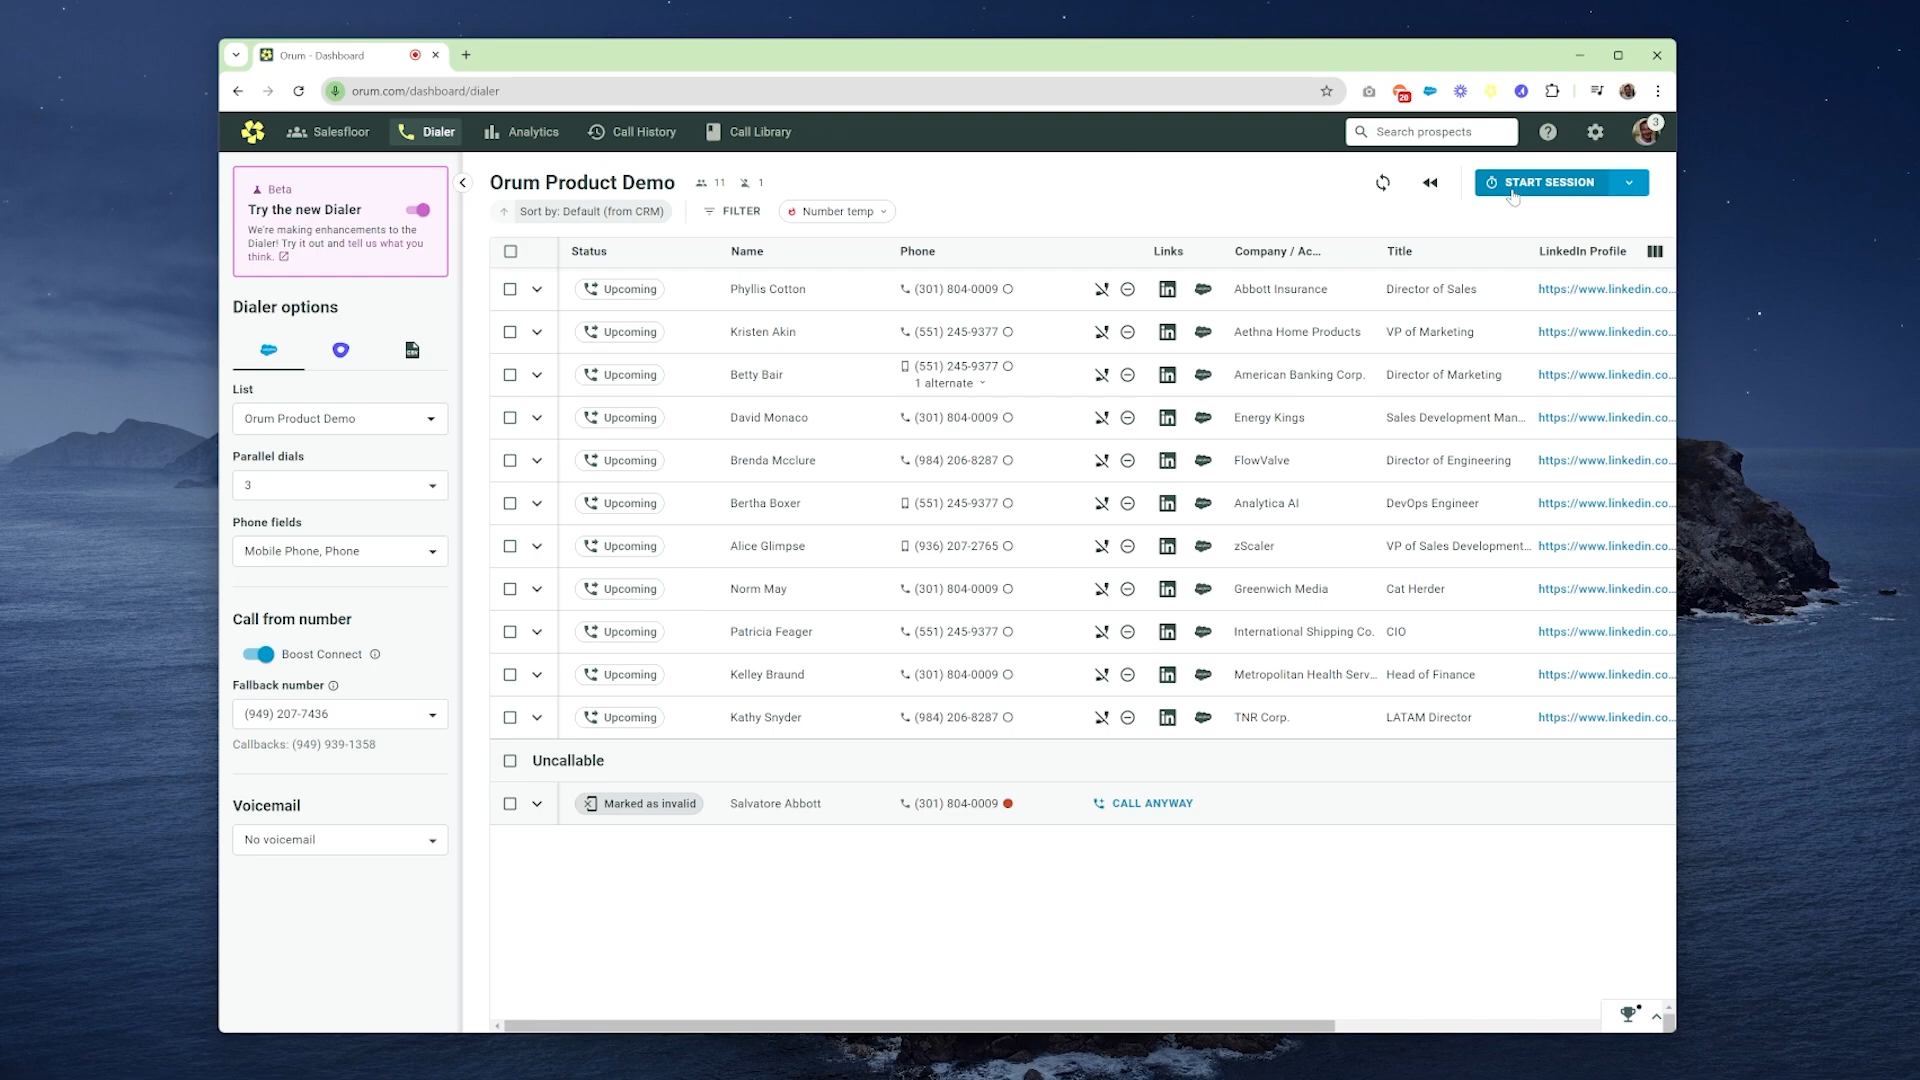 Orum - Dashboard
orum.com/dashboard/dialer
20
Salesfloor
Dialer
Analytics
Call History
Call Library
Search prospects
3
Beta
Try the new Dialer
We're making enhancements to the
Dialer! Try it out and tell us what you
think.
Dialer options
CSV
List
Orum Product Demo
Parallel dials
3
Phone fields
Mobile Phone, Phone
Call from number
Boost Connect
Fallback number
(949) 207-7436
Callbacks: (949) 939-1358
Voicemail
No voicemail
Orum Product Demo 11 1
START SESSION
Sort by: Default (from CRM) FILTER Number temp
Status Name Phone Links Company / Ac... Title LinkedIn Profile
Upcoming Phyllis Cotton (301) 804-0009 in Abbott Insurance Director of Sales https://www.linkedin.co...
Upcoming Kristen Akin (551) 245-9377 in Aethna Home Products VP of Marketing https://www.linkedin.co...
Upcoming Betty Bair (551) 245-9377 in American Banking Corp. Director of Marketing https://www.linkedin.co...
1 alternate
Upcoming David Monaco (301) 804-0009 in Energy Kings Sales Development Man... https://www.linkedin.co...
Upcoming Brenda Mcclure (984) 206-8287 in FlowValve Director of Engineering https://www.linkedin.co...
Upcoming Bertha Boxer (551) 245-9377 in Analytica AI DevOps Engineer https://www.linkedin.co...
Upcoming Alice Glimpse (936) 207-2765 in zScaler VP of Sales Development... https://www.linkedin.co...
Upcoming Norm May (301) 804-0009 in Greenwich Media Cat Herder https://www.linkedin.co...
Upcoming Patricia Feager (551) 245-9377 in International Shipping Co. CIO https://www.linkedin.co...
Upcoming Kelley Braund (301) 804-0009 in Metropolitan Health Serv... Head of Finance https://www.linkedin.co...
Upcoming Kathy Snyder (984) 206-8287 in TNR Corp. LATAM Director https://www.linkedin.co...
Uncallable
Marked as invalid Salvatore Abbott (301) 804-0009 CALL ANYWAY